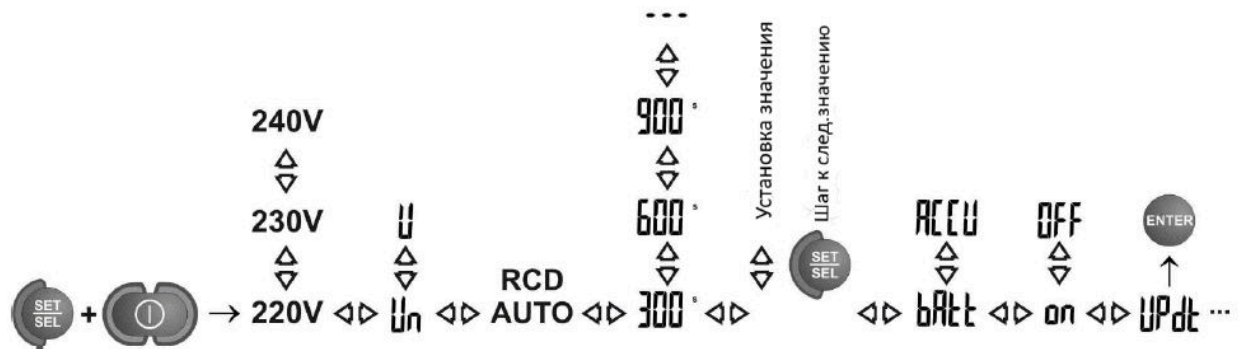 ---
900 s
240V
Установка значения
Шаг к след.значению
230V
U
600 s
ACCU
OFF
ENTER
SET
SEL
+
220V
Un
RCD
AUTO
300 s
SET
SEL
bAtt
on
UPdt ...